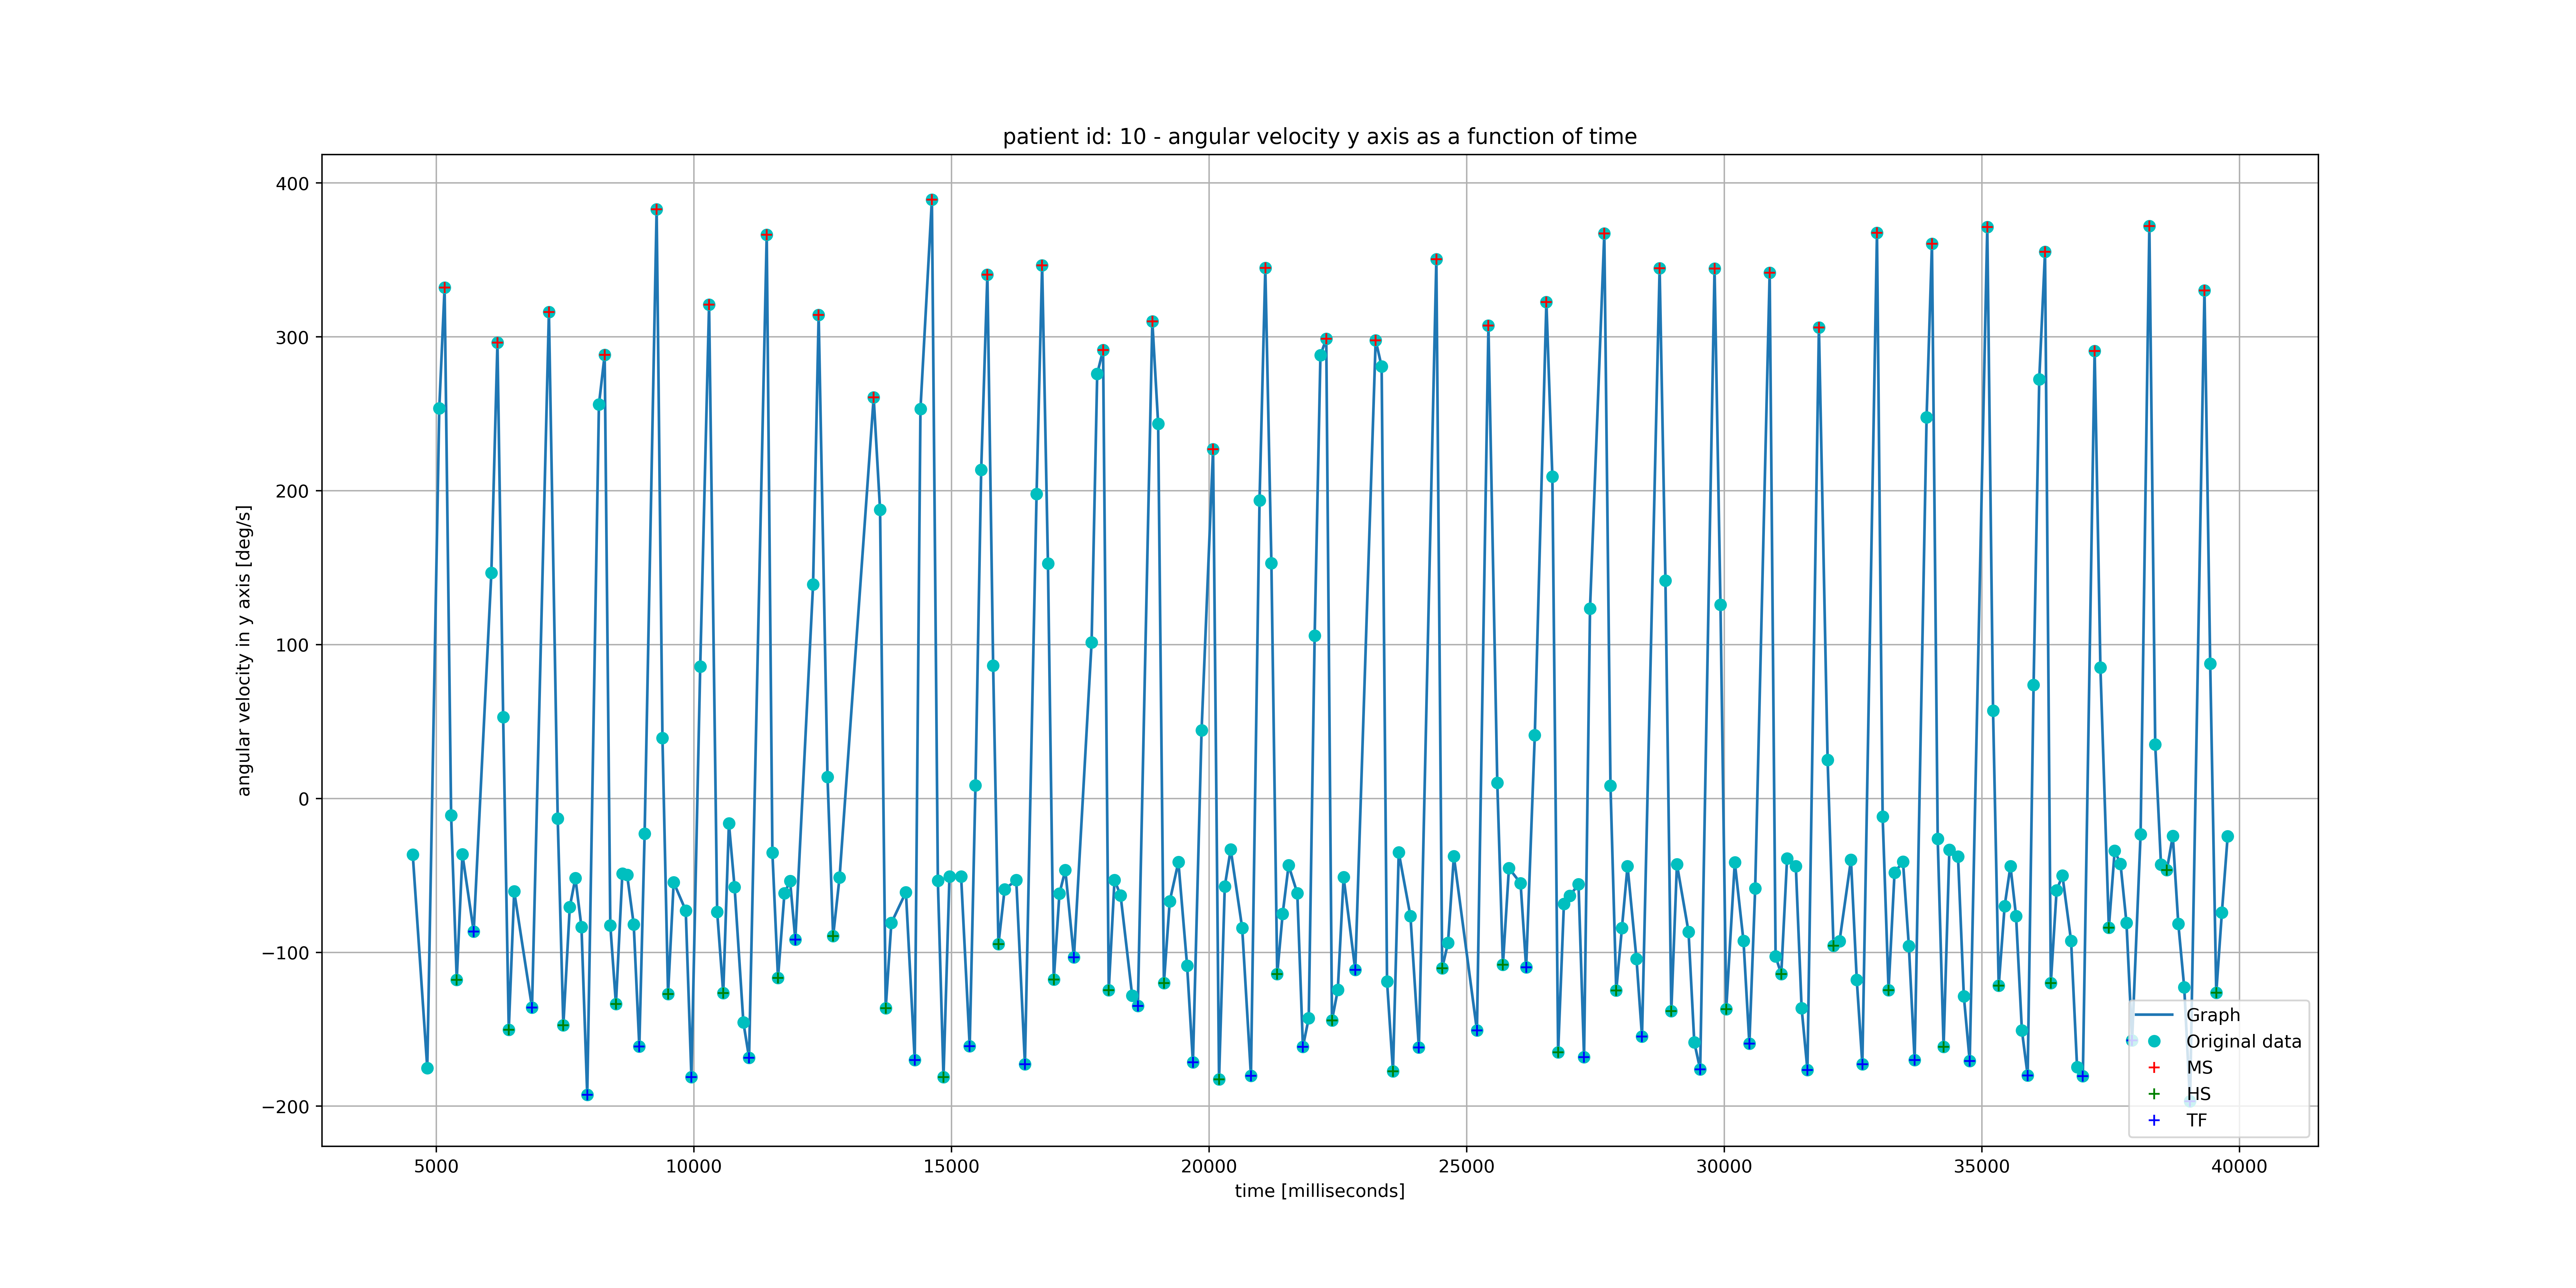 patient id: 10 - angular velocity y axis as a function of time
400
300
200
100
0
−100
−200
angular velocity in y axis [deg/s]
5000 10000 15000 20000 25000 30000 35000 40000
time [milliseconds]
Graph
Original data
MS
HS
TF